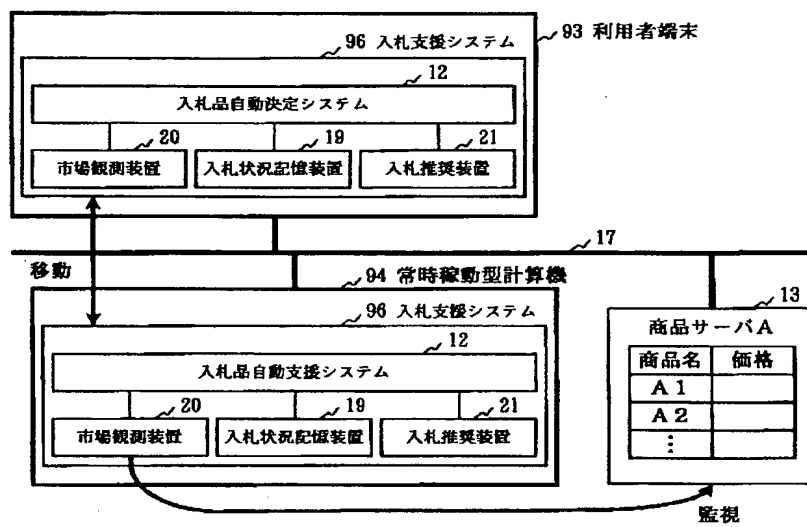 96 入札支援システム
93 利用者端末
12
入札品自動決定システム
20
19
21
市場観測装置
入札状況記憶装置
入札推奨装置
17
移動
94 常時稼動型計算機
96 入札支援システム
12
入札品自動支援システム
20
19
21
市場観測装置
入札状況記憶装置
入札推奨装置
13
商品サーバA
商品名 価格
A1
A2
⋮
監視